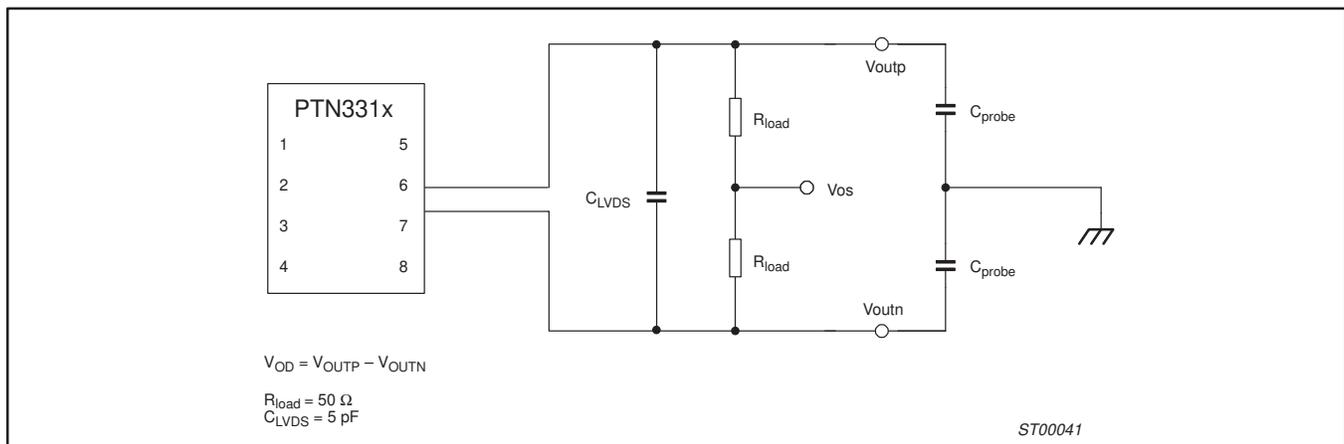 PTN331x
1 5
2 6
3 7
4 8
Voutp
Rload
Cprobe
CLVDS
Vos
Rload
Cprobe
Voutn
VOD = VOUTP – VOUTN
Rload = 50 Ω
CLVDS = 5 pF
ST00041